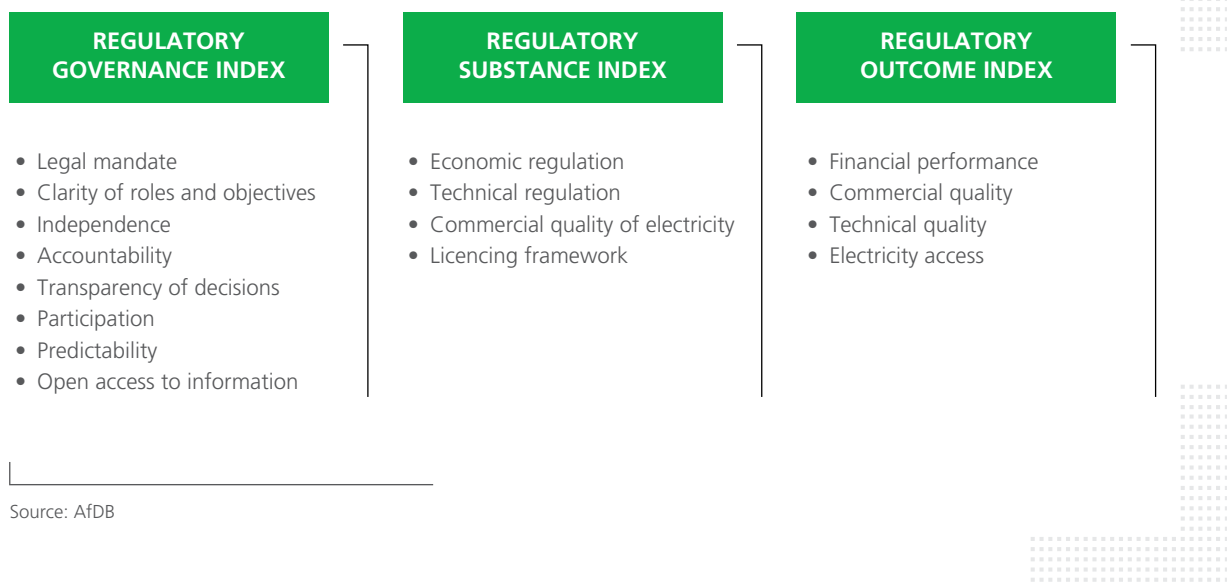 REGULATORY
GOVERNANCE INDEX
• Legal mandate
• Clarity of roles and objectives
• Independence
• Accountability
• Transparency of decisions
• Participation
• Predictability
• Open access to information
REGULATORY
SUBSTANCE INDEX
• Economic regulation
• Technical regulation
• Commercial quality of electricity
• Licencing framework
REGULATORY
OUTCOME INDEX
• Financial performance
• Commercial quality
• Technical quality
• Electricity access
Source: AfDB